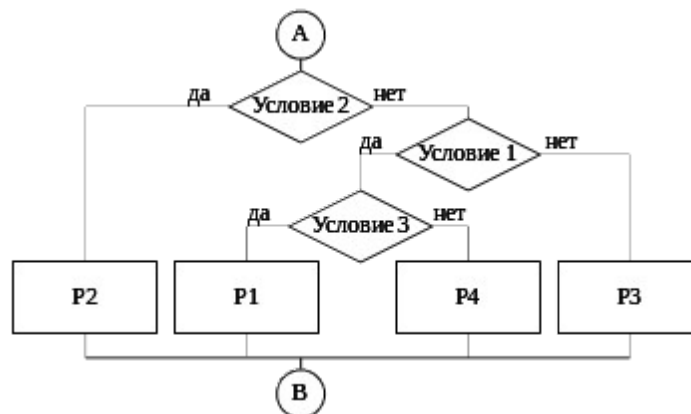 A
да Условие 2 нет
да Условие 1 нет
да Условие 3 нет
P2 P1 P4 P3
B